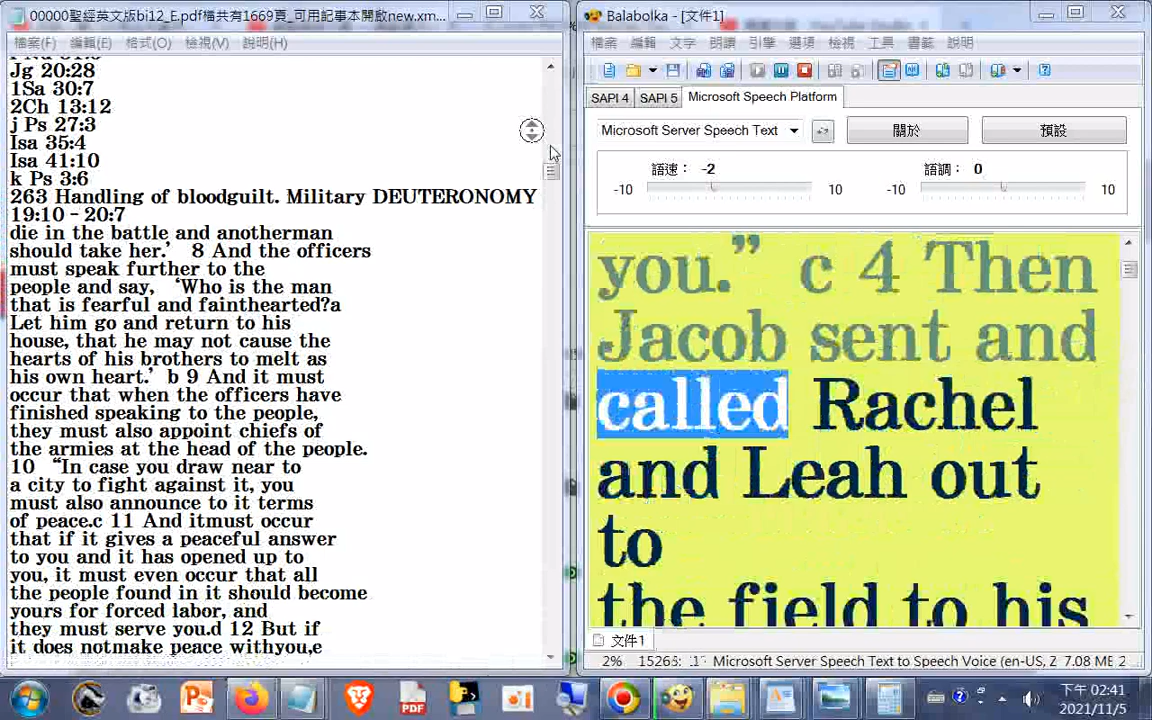 00000聖經英文版bi12_E.pdf檔共有1669頁_可用記事本開啟new.xm...
檔案(F) 編輯(E) 格式(O) 檢視(V) 說明(H)
Jg 20:28
1Sa 30:7
2Ch 13:12
j Ps 27:3
Isa 35:4
Isa 41:10
k Ps 3:6
263 Handling of bloodguilt. Military DEUTERONOMY
19:10 - 20:7
die in the battle and anotherman
should take her.’ 8 And the officers
must speak further to the
people and say, ‘Who is the man
that is fearful and fainthearted?a
Let him go and return to his
house, that he may not cause the
hearts of his brothers to melt as
his own heart.’ b 9 And it must
occur that when the officers have
finished speaking to the people,
they must also appoint chiefs of
the armies at the head of the people.
10 “In case you draw near to
a city to fight against it, you
must also announce to it terms
of peace.c 11 And itmust occur
that if it gives a peaceful answer
to you and it has opened up to
you, it must even occur that all
the people found in it should become
yours for forced labor, and
they must serve you.d 12 But if
it does notmake peace withyou,e
Balabolka - [文件1]
檔案 編輯 文字 朗讀 引擎 選項 檢視 工具 書籤 說明
SAPI 4 SAPI 5 Microsoft Speech Platform
Microsoft Server Speech Text 關於 預設
語速： -2 語調： 0
-10 10 -10 10
you.” c 4 Then
Jacob sent and
called Rachel
and Leah out
to
the field to his
文件1
2% Microsoft Server Speech Text to Speech Voice (en-US, Z 7.08 MB
PDF
下午 02:41
2021/11/5